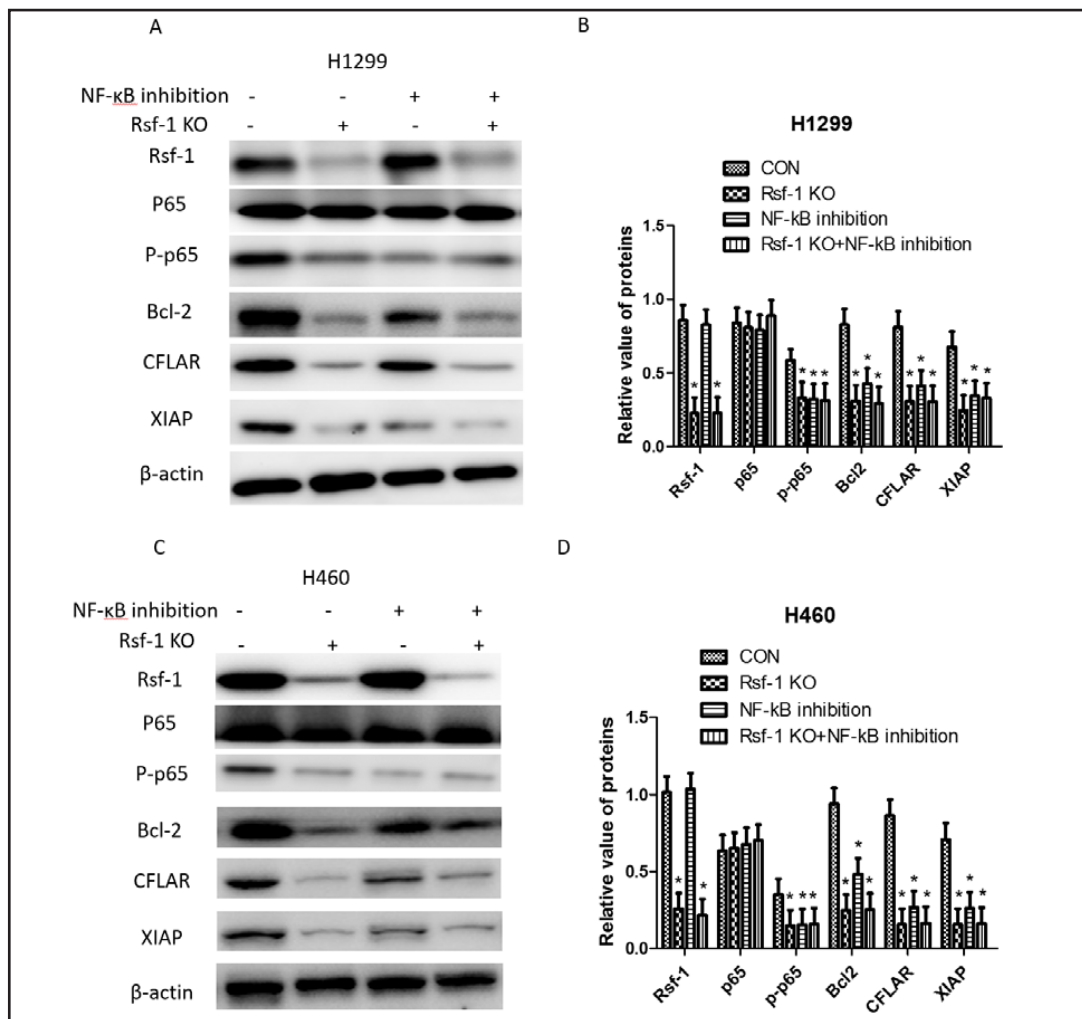 A
H1299
NF-κB inhibition - - + +
Rsf-1 KO - + - +
Rsf-1
P65
P-p65
Bcl-2
CFLAR
XIAP
β-actin
B
H1299
CON
Rsf-1 KO
NF-kB inhibition
Rsf-1 KO+NF-kB inhibition
Relative value of proteins
1.5
1.0
0.5
0.0
* * * * * * * * * * * * * *
Rsf-1 p65 p-p65 Bcl2 CFLAR XIAP
C
H460
NF-κB inhibition - - + +
Rsf-1 KO - + - +
Rsf-1
P65
P-p65
Bcl-2
CFLAR
XIAP
β-actin
D
H460
CON
Rsf-1 KO
NF-kB inhibition
Rsf-1 KO+NF-kB inhibition
Relative value of proteins
1.5
1.0
0.5
0.0
* * * * * * * * * * * * * *
Rsf-1 p65 p-p65 Bcl2 CFLAR XIAP